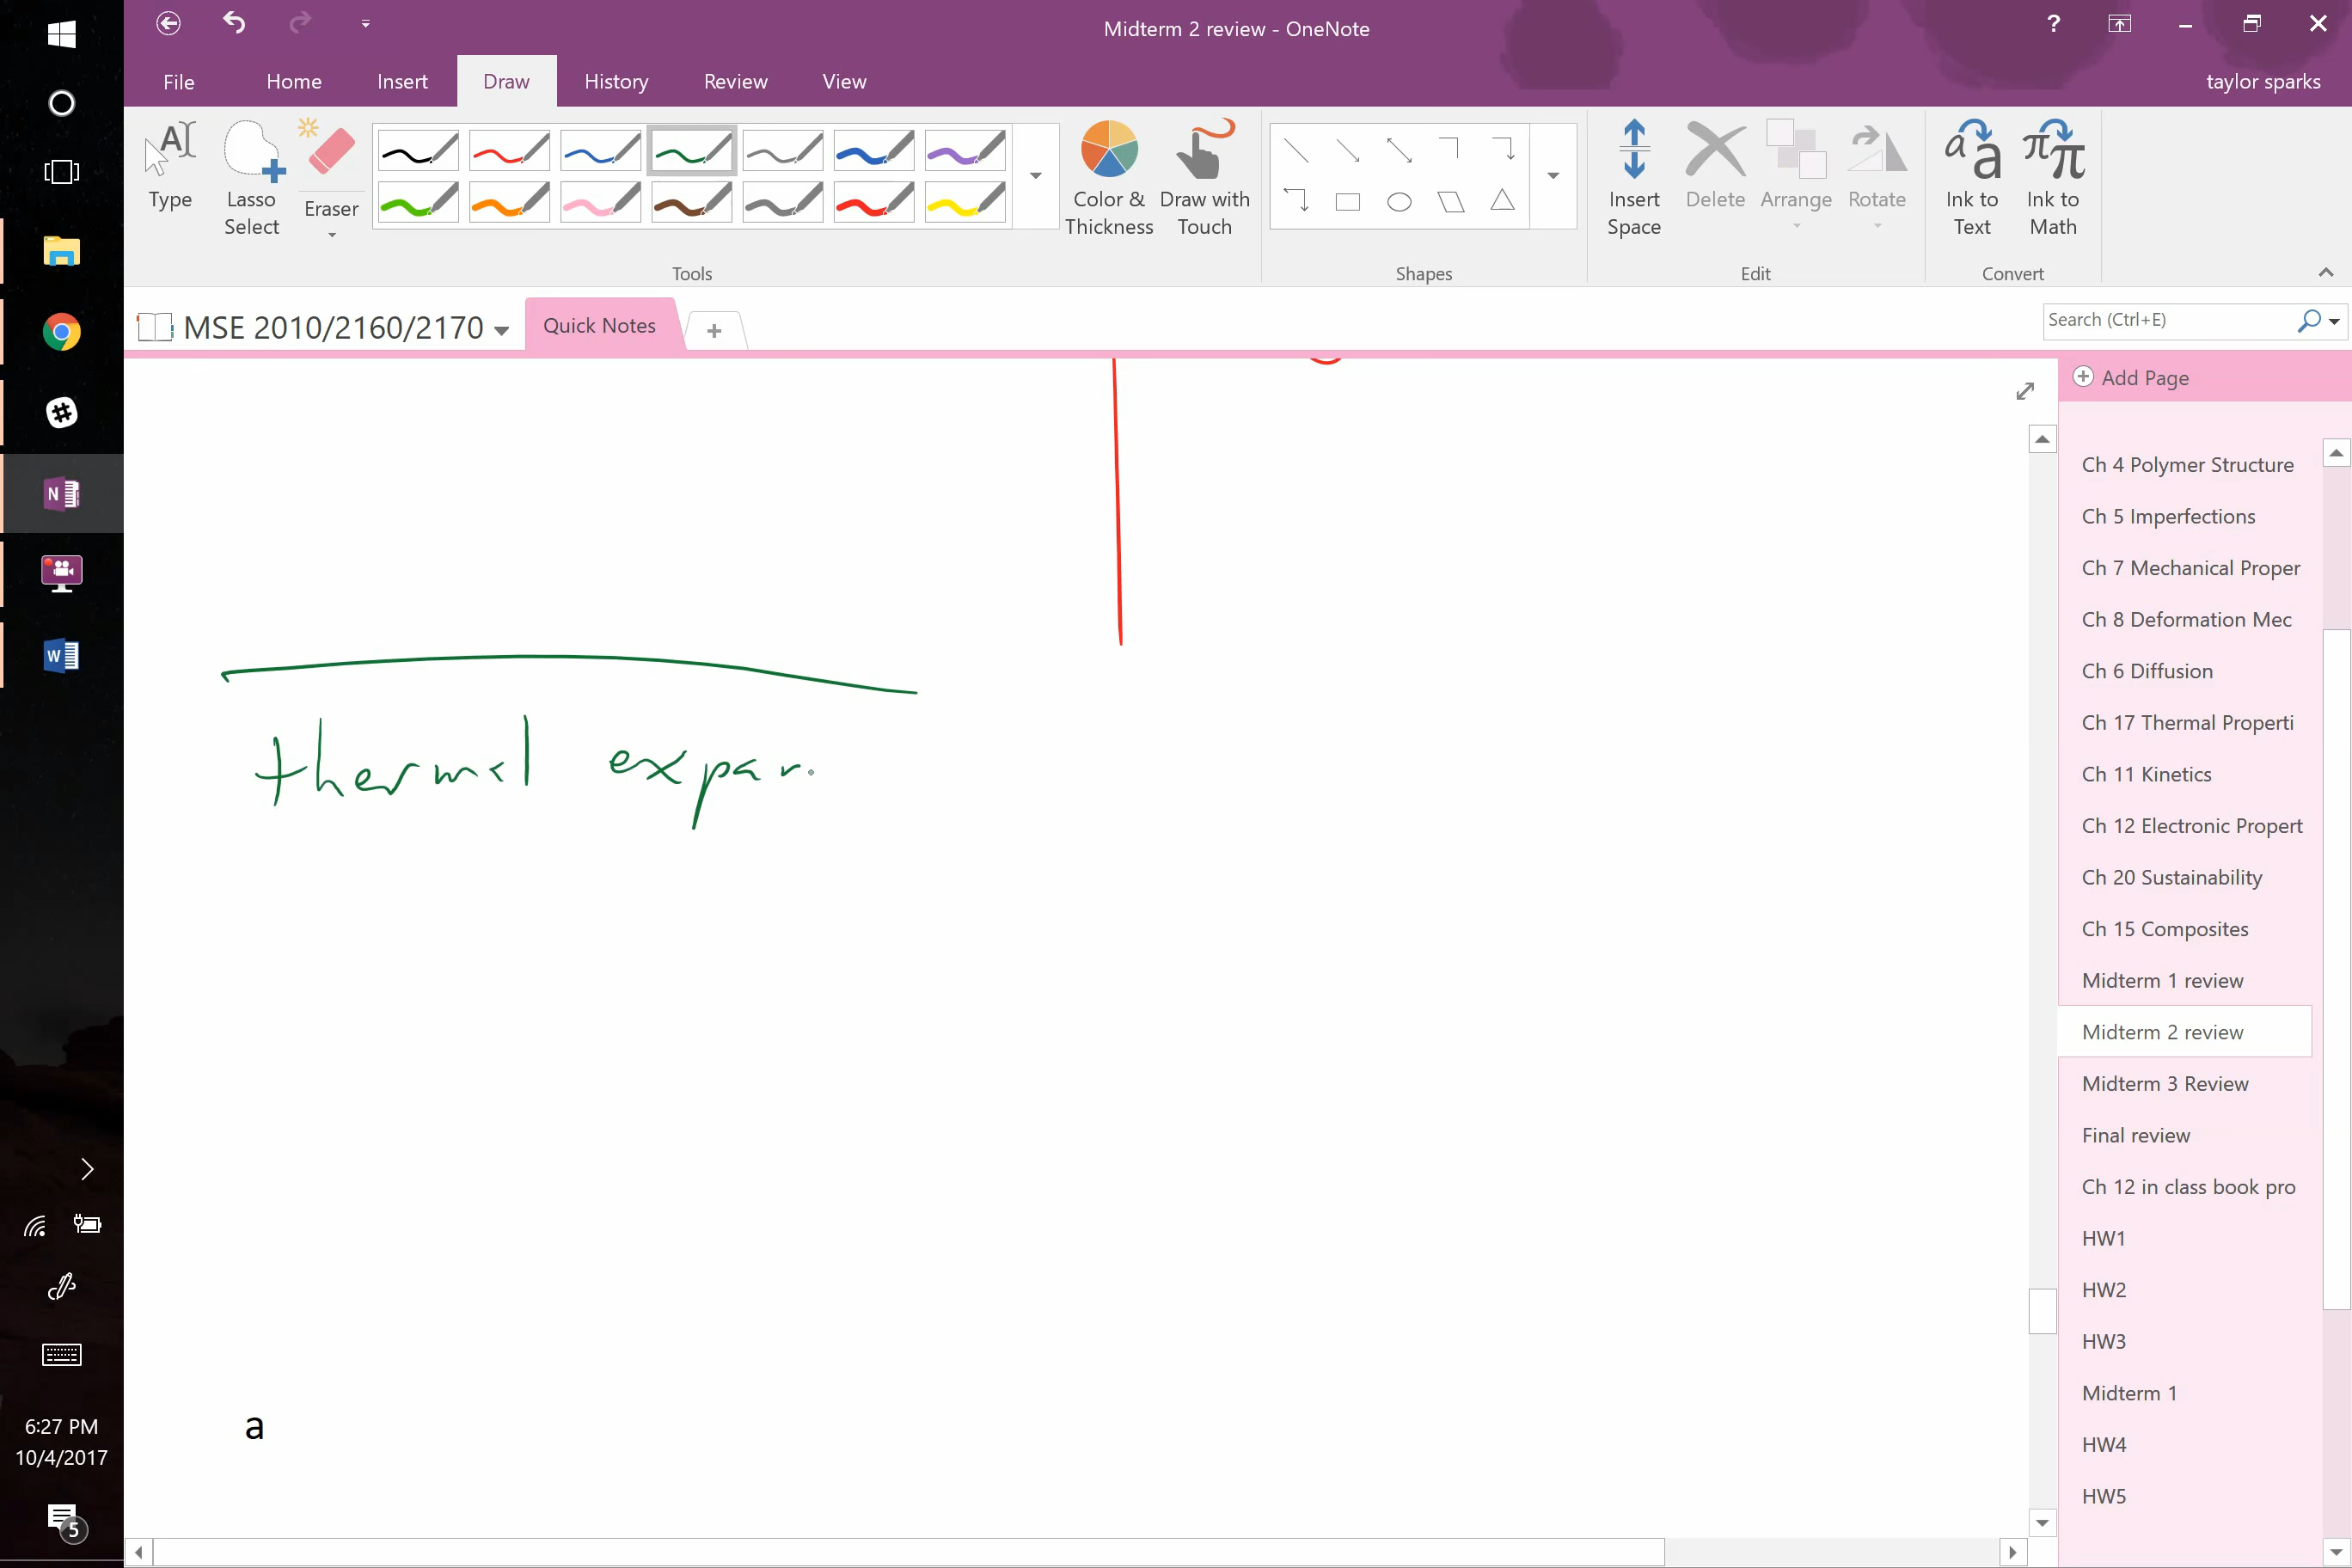 Midterm 2 review - OneNote
?
File Home Insert Draw History Review View
taylor sparks
Type
Lasso Select
Eraser
Color & Thickness
Draw with Touch
Insert Space
Delete
Arrange
Rotate
Ink to Text
Ink to Math
Tools Shapes Edit Convert
MSE 2010/2160/2170
Quick Notes
Search (Ctrl+E)
Add Page
Ch 4 Polymer Structure
Ch 5 Imperfections
Ch 7 Mechanical Proper
Ch 8 Deformation Mec
Ch 6 Diffusion
Ch 17 Thermal Properti
Ch 11 Kinetics
Ch 12 Electronic Propert
Ch 20 Sustainability
Ch 15 Composites
Midterm 1 review
Midterm 2 review
Midterm 3 Review
Final review
Ch 12 in class book pro
HW1
HW2
HW3
Midterm 1
HW4
HW5
thermal expan
a
6:27 PM
10/4/2017
5